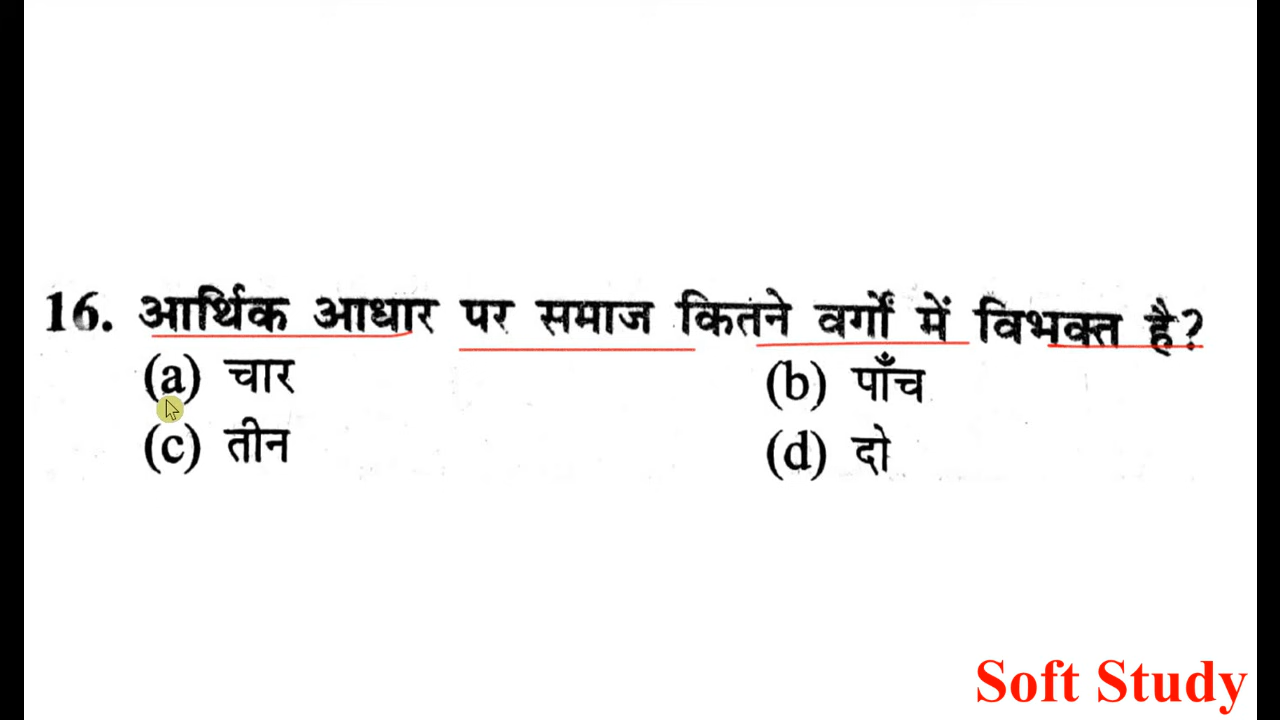 16. आर्थिक आधार पर समाज कितने वर्गों में विभक्त है?
(a) चार (b) पाँच
(c) तीन (d) दो
Soft Study